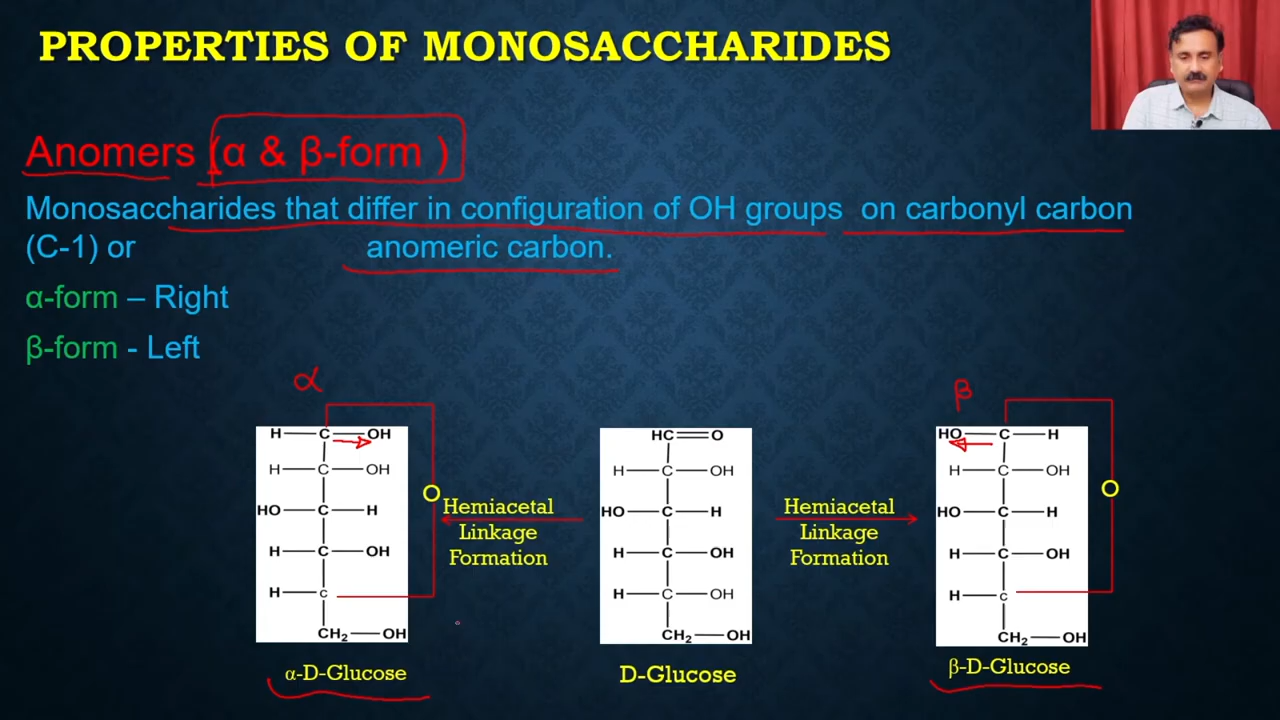 PROPERTIES OF MONOSACCHARIDES
Anomers (α & β-form )
Monosaccharides that differ in configuration of OH groups on carbonyl carbon
(C-1) or anomeric carbon.
α-form – Right
β-form - Left
α
H C OH
H C OH
HO C H
H C OH
H C
CH2 OH
O
α-D-Glucose
Hemiacetal
Linkage
Formation
HC O
H C OH
HO C H
H C OH
H C OH
CH2 OH
D-Glucose
Hemiacetal
Linkage
Formation
β
HO C H
H C OH
HO C H
H C OH
H C
CH2 OH
O
β-D-Glucose